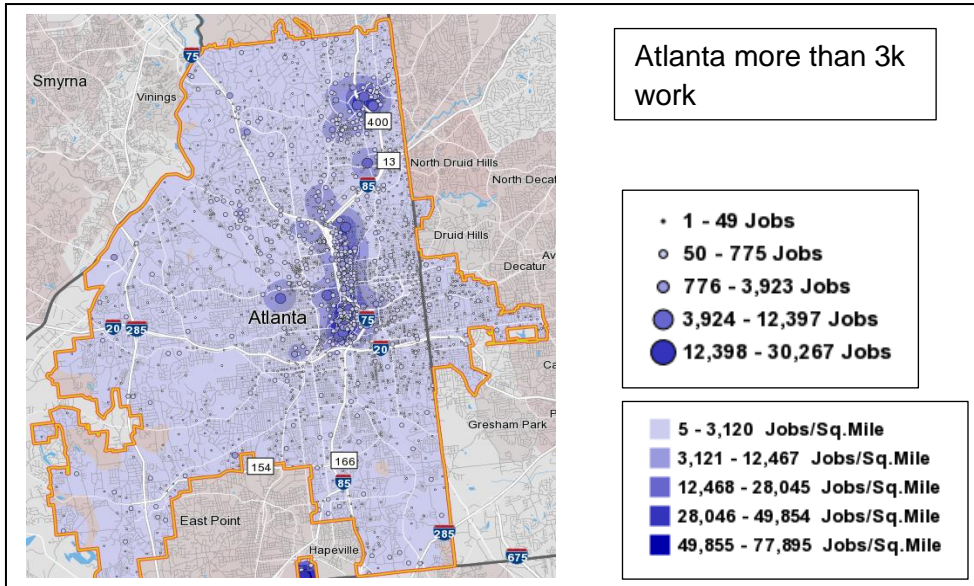 75
Smyrna
Vinings
400
13
North Druid Hills
North Decat
85
Druid Hills
Av
Decatur
Atlanta
75
20
285
20
Ca
P
Gresham Park
154
166
85
East Point
285
Hapeville
675
Atlanta more than 3k
work
1 - 49 Jobs
50 - 775 Jobs
776 - 3,923 Jobs
3,924 - 12,397 Jobs
12,398 - 30,267 Jobs
5 - 3,120 Jobs/Sq.Mile
3,121 - 12,467 Jobs/Sq.Mile
12,468 - 28,045 Jobs/Sq.Mile
28,046 - 49,854 Jobs/Sq.Mile
49,855 - 77,895 Jobs/Sq.Mile